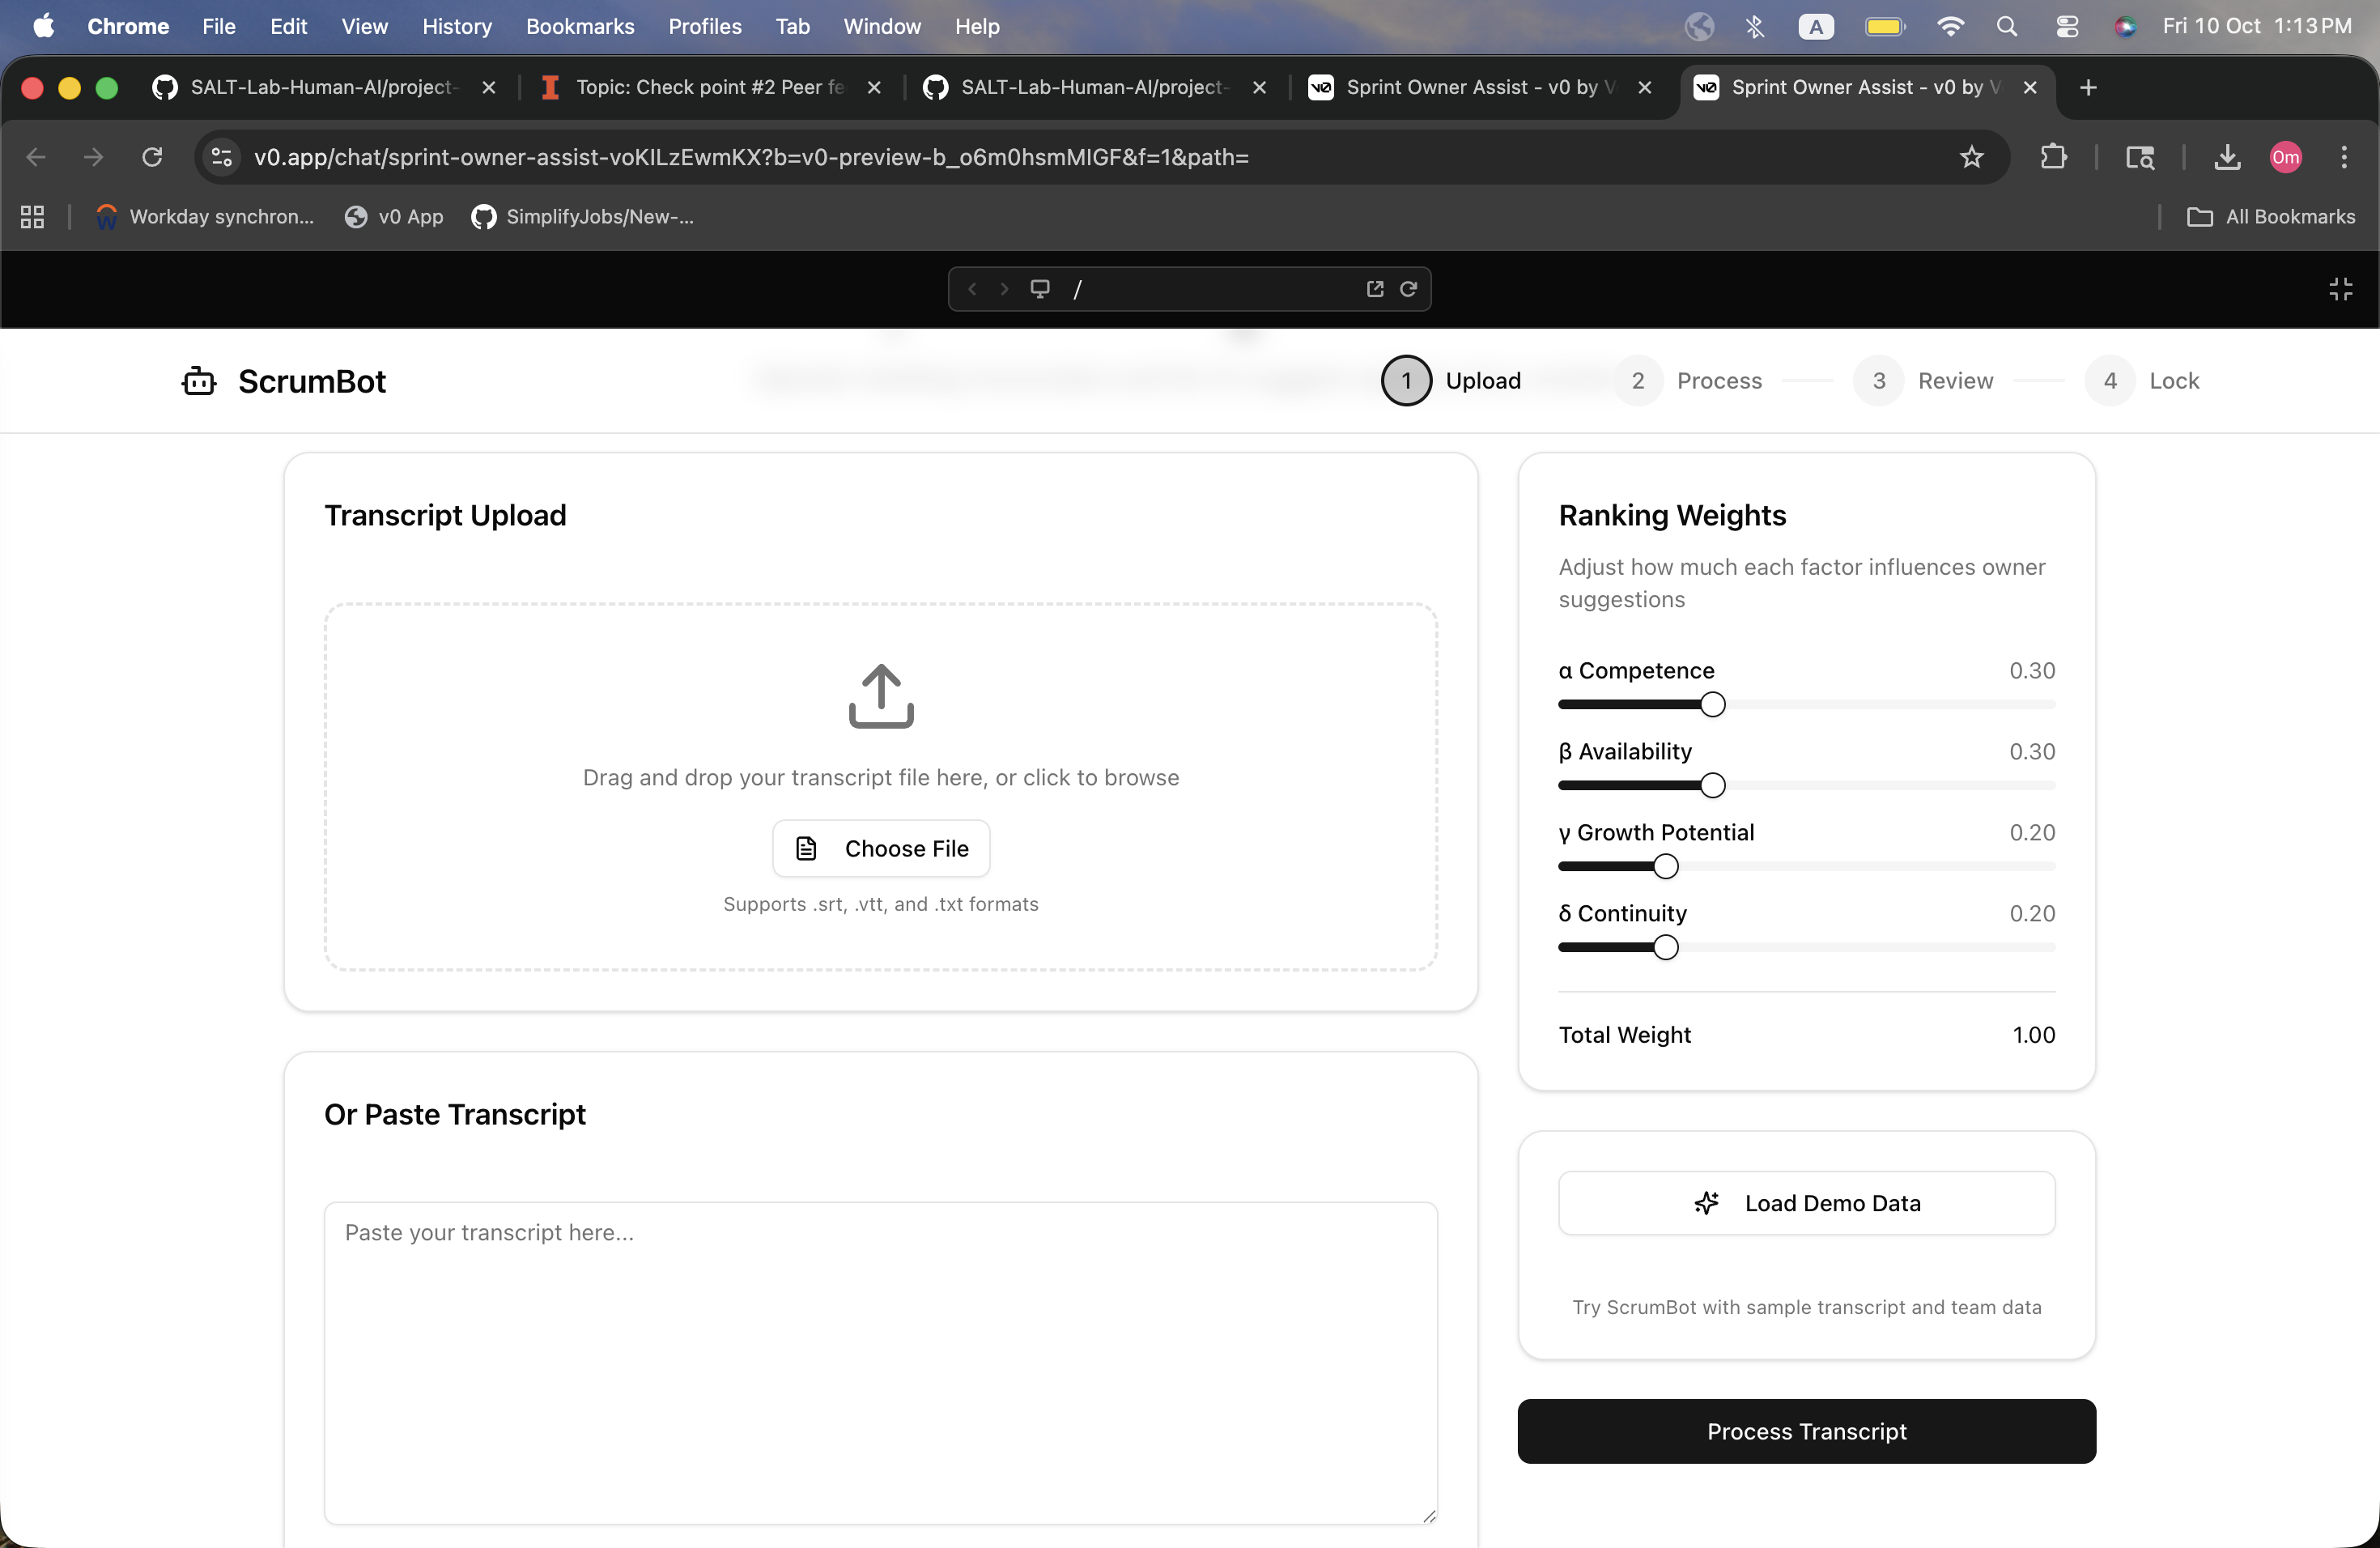 Chrome File Edit View History Bookmarks Profiles Tab Window Help A Fri 10 Oct 1:13 PM
SALT-Lab-Human-AI/project- Topic: Check point #2 Peer fe SALT-Lab-Human-AI/project- Sprint Owner Assist - v0 by V Sprint Owner Assist - v0 by V
v0.app/chat/sprint-owner-assist-voKILzEwmKX?b=v0-preview-b_o6m0hsmMIGF&f=1&path= Om
Workday synchron... v0 App SimplifyJobs/New-... All Bookmarks
/
ScrumBot 1 Upload 2 Process 3 Review 4 Lock
Transcript Upload
Drag and drop your transcript file here, or click to browse
Choose File
Supports .srt, .vtt, and .txt formats
Or Paste Transcript
Paste your transcript here...
Ranking Weights
Adjust how much each factor influences owner
suggestions
α Competence 0.30
β Availability 0.30
γ Growth Potential 0.20
δ Continuity 0.20
Total Weight 1.00
Load Demo Data
Try ScrumBot with sample transcript and team data
Process Transcript